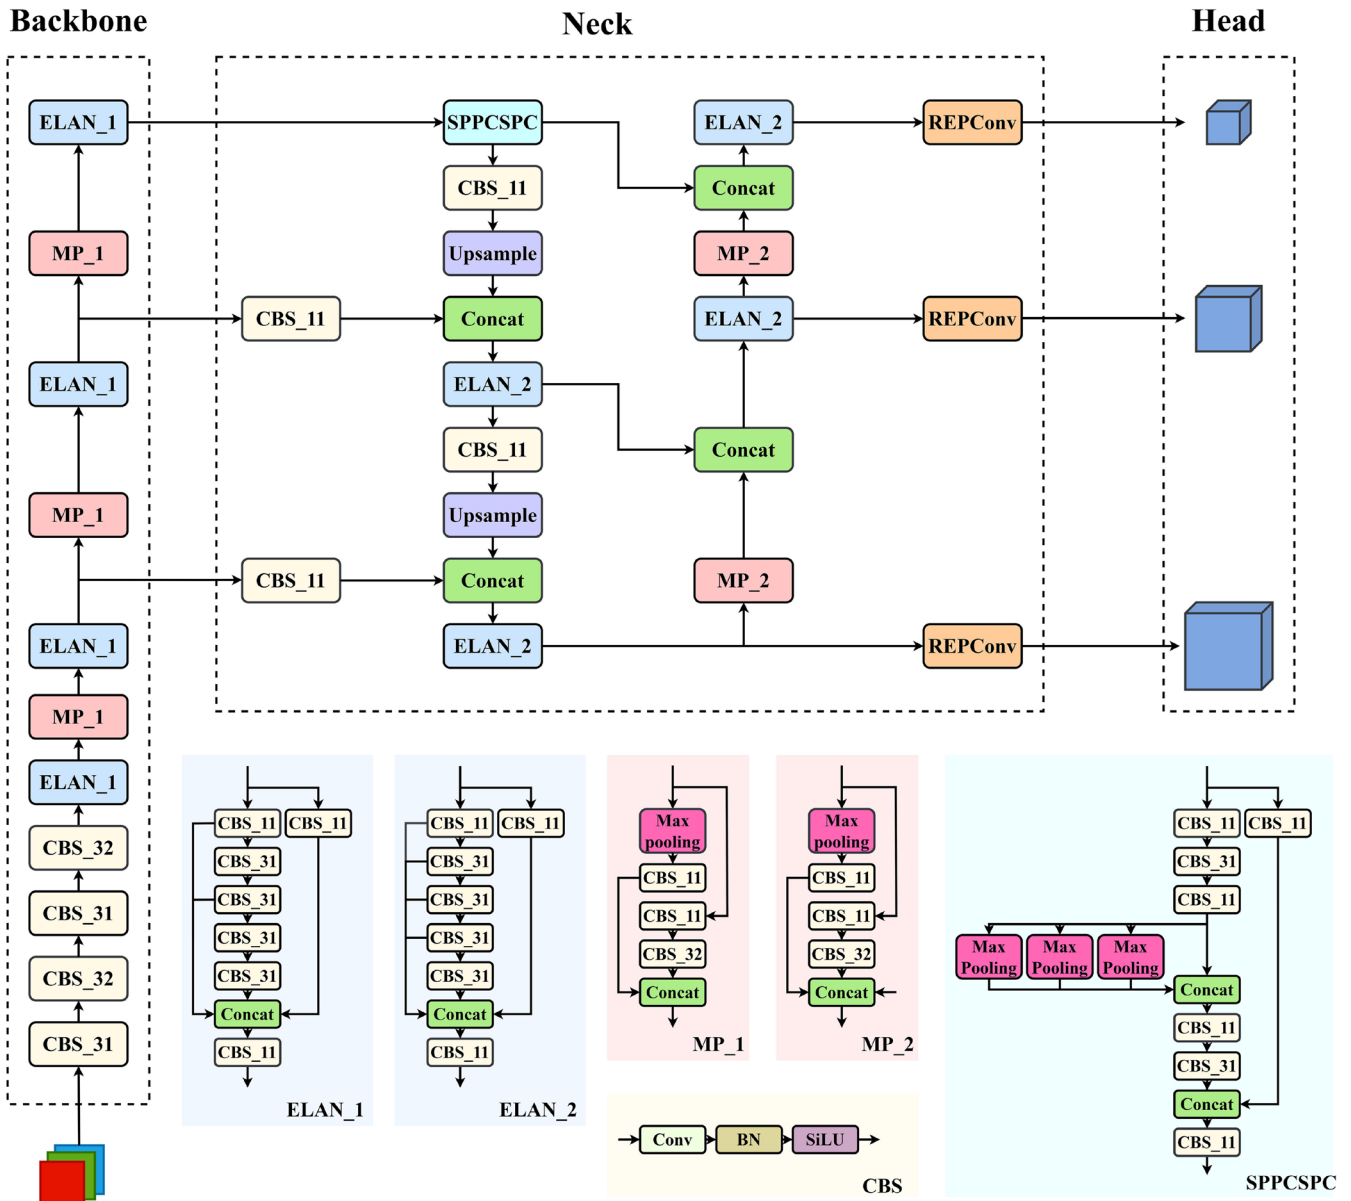 Backbone
Neck
Head
ELAN_1
SPPCSPC
ELAN_2
REPConv
CBS_11
Concat
MP_1
Upsample
MP_2
CBS_11
Concat
ELAN_2
REPConv
ELAN_1
ELAN_2
CBS_11
Concat
MP_1
Upsample
CBS_11
Concat
MP_2
ELAN_1
ELAN_2
REPConv
MP_1
ELAN_1
CBS_32
CBS_31
CBS_32
CBS_31
CBS_11
CBS_11
CBS_31
CBS_31
CBS_31
CBS_31
Concat
CBS_11
ELAN_1
CBS_11
CBS_11
CBS_31
CBS_31
CBS_31
CBS_31
Concat
CBS_11
ELAN_2
Max
pooling
CBS_11
CBS_11
CBS_32
Concat
MP_1
Max
pooling
CBS_11
CBS_11
CBS_32
Concat
MP_2
Conv
BN
SiLU
CBS
CBS_11
CBS_11
CBS_31
CBS_11
Max
Pooling
Max
Pooling
Max
Pooling
Concat
CBS_11
CBS_31
Concat
CBS_11
SPPCSPC